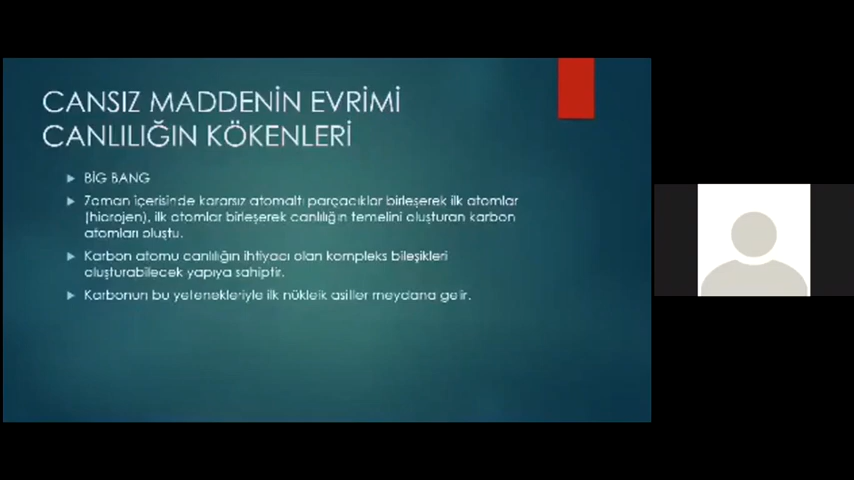 CANSIZ MADDENİN EVRİMİ
CANLILIĞIN KÖKENLERİ
BİG BANG
Zaman içerisinde kararsız atomaltı parçacıklar birleşerek ilk atomlar
(hidrojen), ilk atomlar birleşerek canlılığın temelini oluşturan karbon
atomları oluştu.
Karbon atomu canlılığın ihtiyacı olan kompleks bileşikleri
oluşturabilecek yapıya sahiptir.
Karbonun bu yetenekleriyle ilk nükleik asitler meydana gelir.